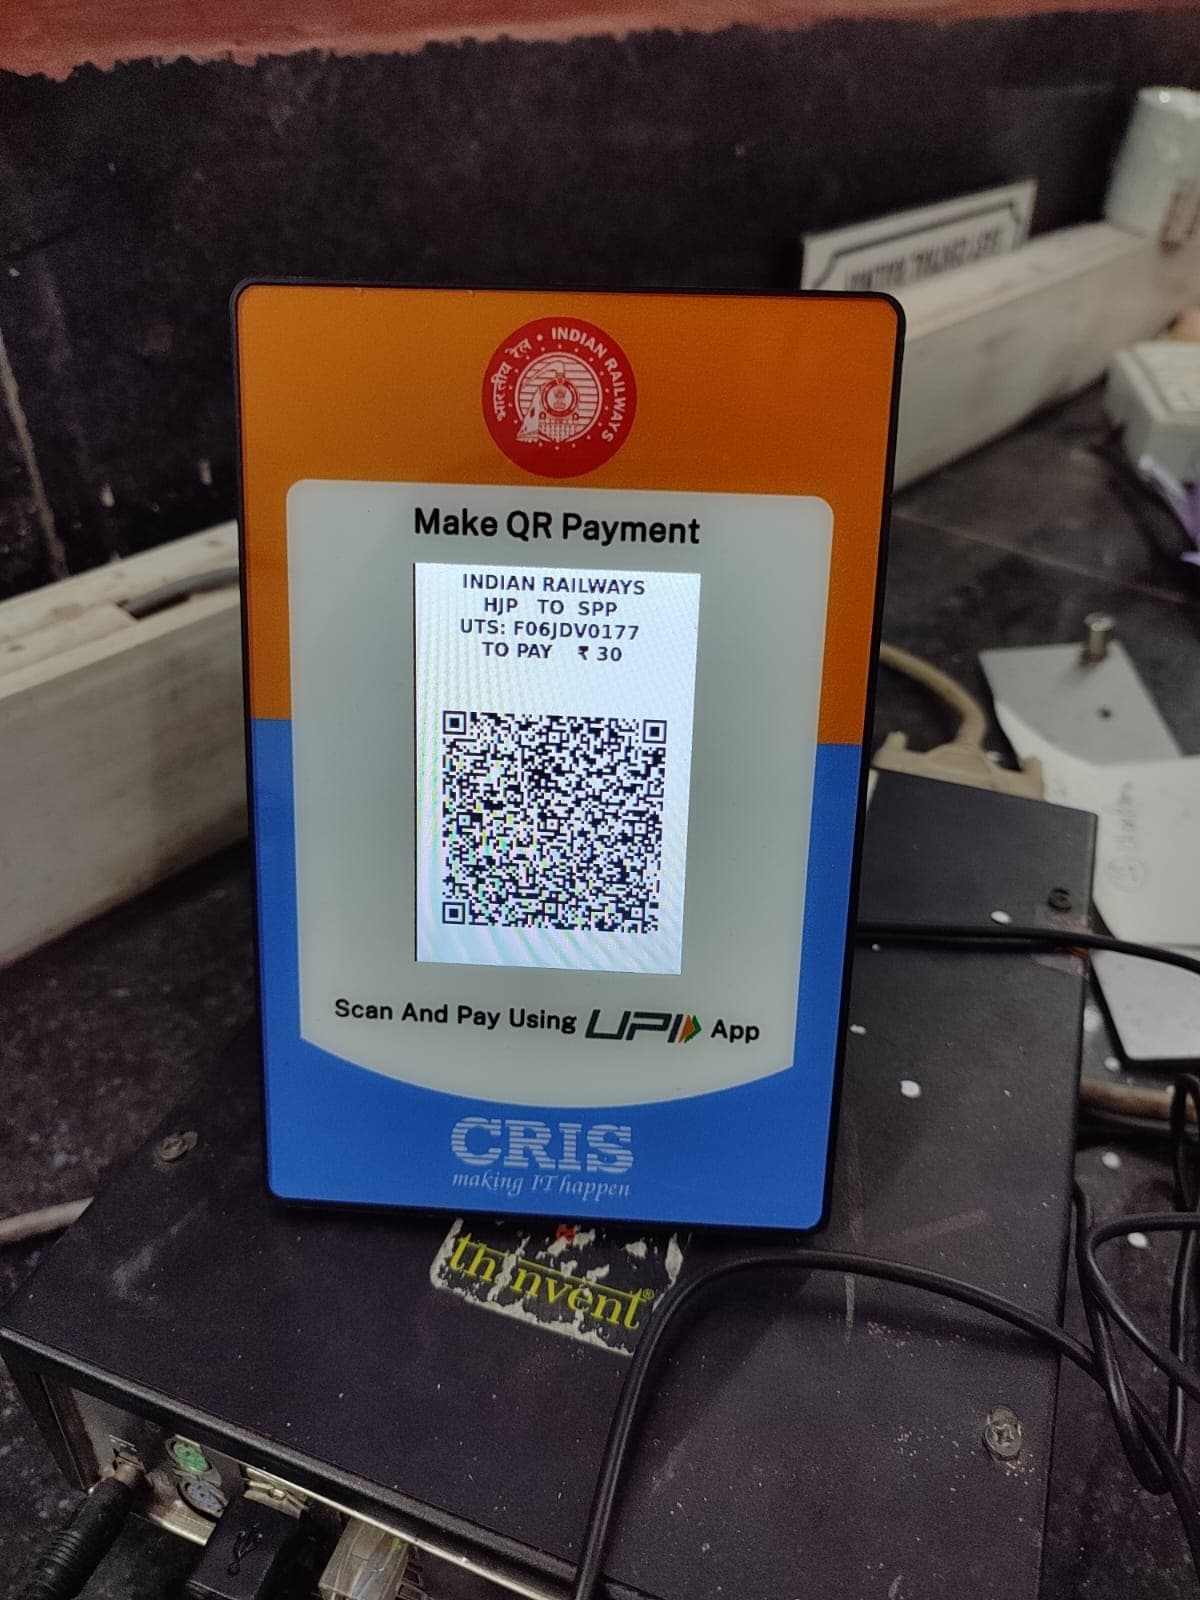 भारतीय रेल • INDIAN RAILWAYS
Make QR Payment
INDIAN RAILWAYS
HJP TO SPP
UTS: F06JDV0177
TO PAY ₹ 30
Scan And Pay Using UPI App
CRIS
making IT happen
thinvent®